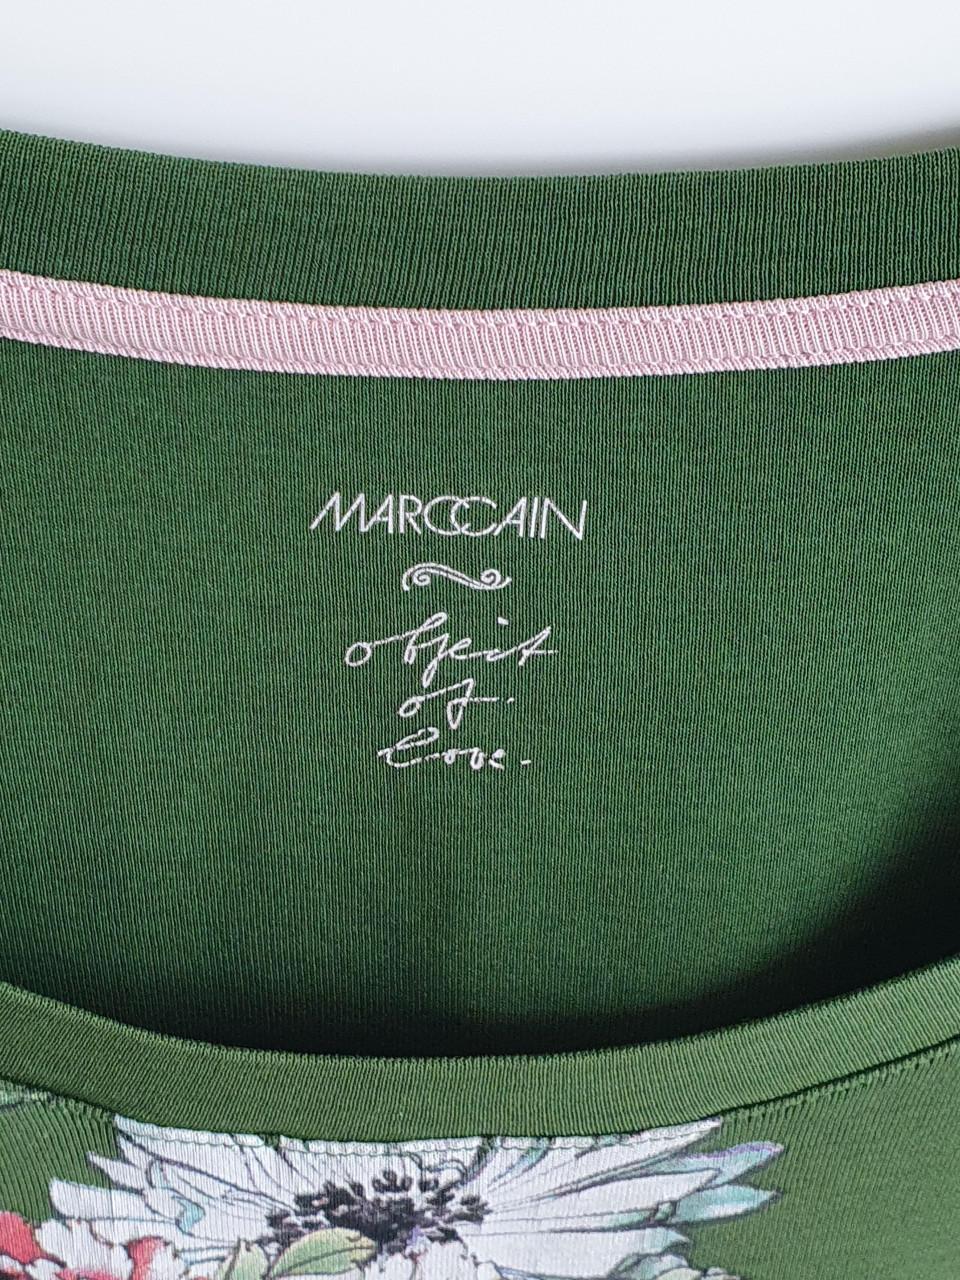 MARCCAIN
object
of.
Love.-